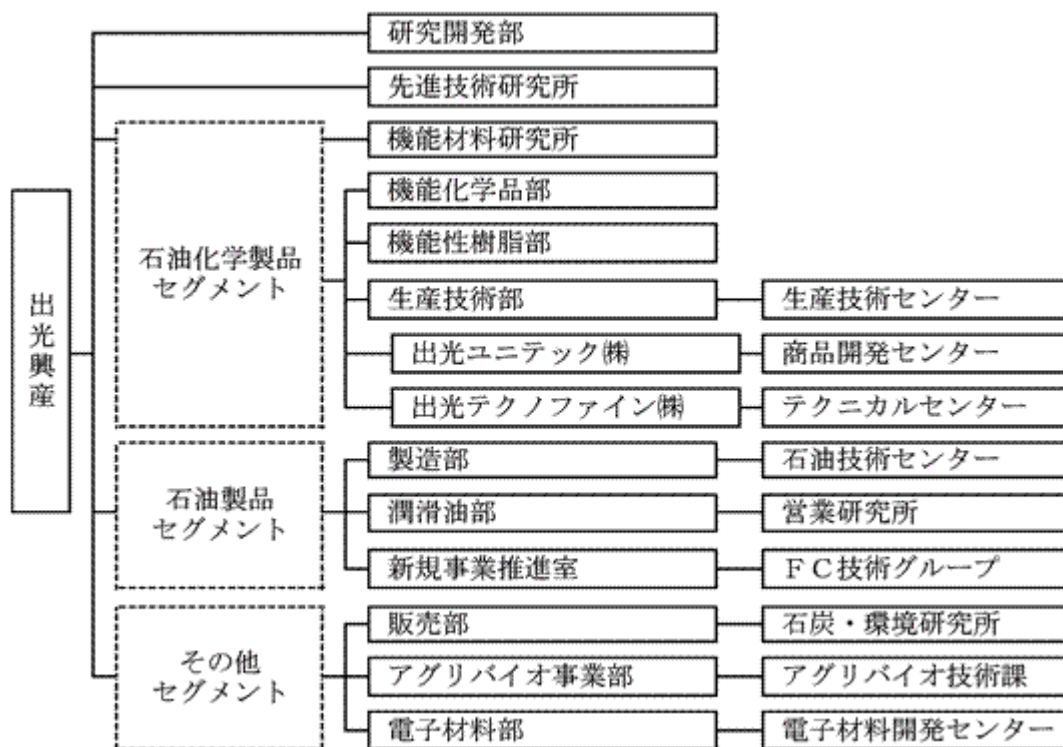 研究開発部
先進技術研究所
機能材料研究所
機能化学品部
機能性樹脂部
石油化学製品
セグメント
生産技術部
生産技術センター
出光ユニテック㈱
商品開発センター
出光テクノファイン㈱
テクニカルセンター
出光興産
製造部
石油技術センター
石油製品
セグメント
潤滑油部
営業研究所
新規事業推進室
ＦＣ技術グループ
販売部
石炭・環境研究所
その他
セグメント
アグリバイオ事業部
アグリバイオ技術課
電子材料部
電子材料開発センター